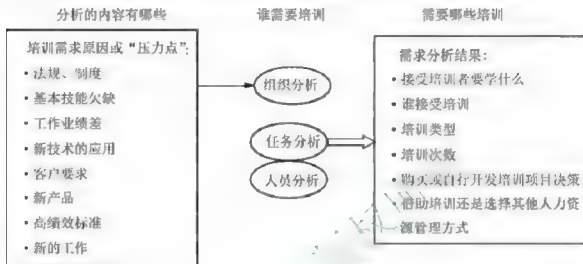 分析的内容有哪些
谁需要培训
需要哪些培训
培训需求原因或“压力点”:
• 法规、制度
• 基本技能欠缺
• 工作业绩差
• 新技术的应用
• 客户要求
• 新产品
• 高绩效标准
• 新的工作
组织分析
任务分析
人员分析
需求分析结果:
• 接受培训者要学什么
• 谁接受培训
• 培训类型
• 培训次数
• 购买或自行开发培训项目决策
• 借助培训还是选择其他人力资
源管理方式